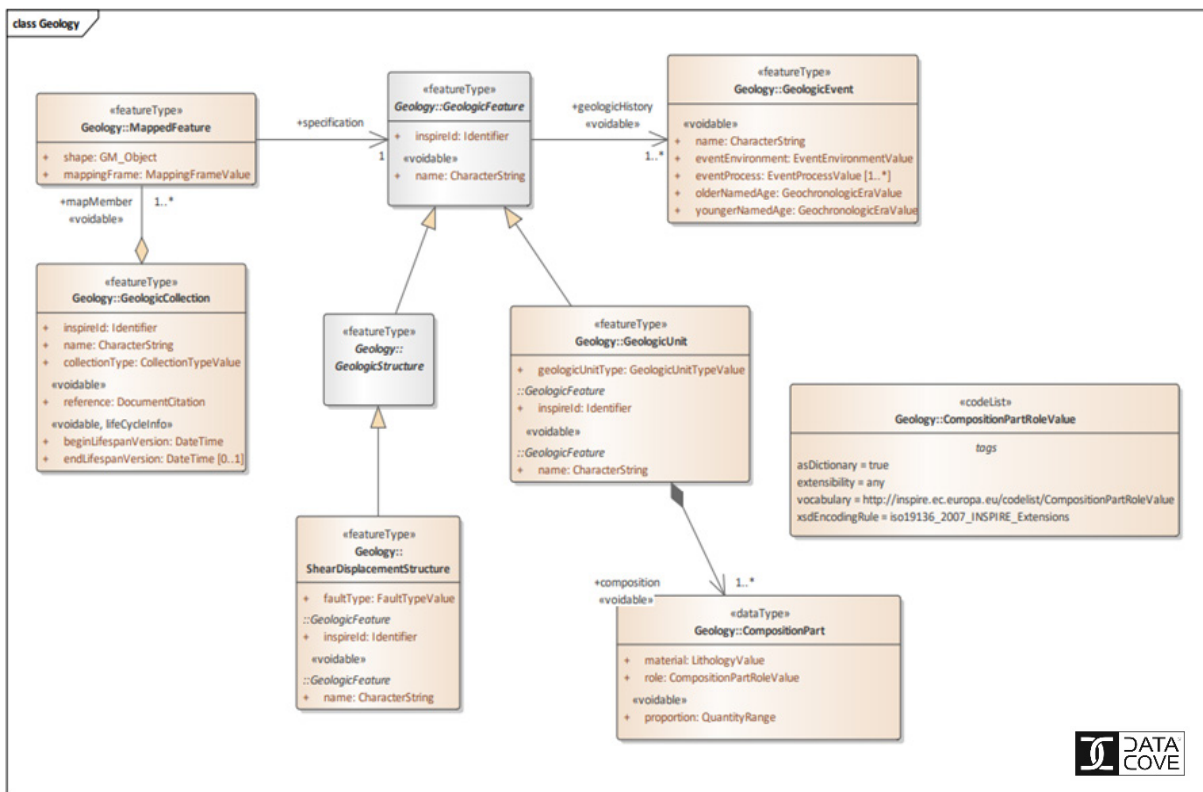 class Geology
«featureType»
Geology::MappedFeature
+ shape: GM_Object
+ mappingFrame: MappingFrameValue
+specification
1
«featureType»
Geology::GeologicFeature
+ inspireId: Identifier
«voidable»
+ name: CharacterString
+geologicHistory
«voidable»
1..*
«featureType»
Geology::GeologicEvent
«voidable»
+ name: CharacterString
+ eventEnvironment: EventEnvironmentValue
+ eventProcess: EventProcessValue [1..*]
+ olderNamedAge: GeochronologicEraValue
+ youngerNamedAge: GeochronologicEraValue
+mapMember
«voidable»
1..*
«featureType»
Geology::GeologicCollection
+ inspireId: Identifier
+ name: CharacterString
+ collectionType: CollectionTypeValue
«voidable»
+ reference: DocumentCitation
«voidable, lifeCycleInfo»
+ beginLifespanVersion: DateTime
+ endLifespanVersion: DateTime [0..1]
«featureType»
Geology::
GeologicStructure
«featureType»
Geology::GeologicUnit
+ geologicUnitType: GeologicUnitTypeValue
::GeologicFeature
+ inspireId: Identifier
«voidable»
::GeologicFeature
+ name: CharacterString
«codeList»
Geology::CompositionPartRoleValue
tags
asDictionary = true
extensibility = any
vocabulary = http://inspire.ec.europa.eu/codelist/CompositionPartRoleValue
xsdEncodingRule = iso19136_2007_INSPIRE_Extensions
«featureType»
Geology::
ShearDisplacementStructure
+ faultType: FaultTypeValue
::GeologicFeature
+ inspireId: Identifier
«voidable»
::GeologicFeature
+ name: CharacterString
+composition
«voidable»
1..*
«dataType»
Geology::CompositionPart
+ material: LithologyValue
+ role: CompositionPartRoleValue
«voidable»
+ proportion: QuantityRange
DATA
COVE